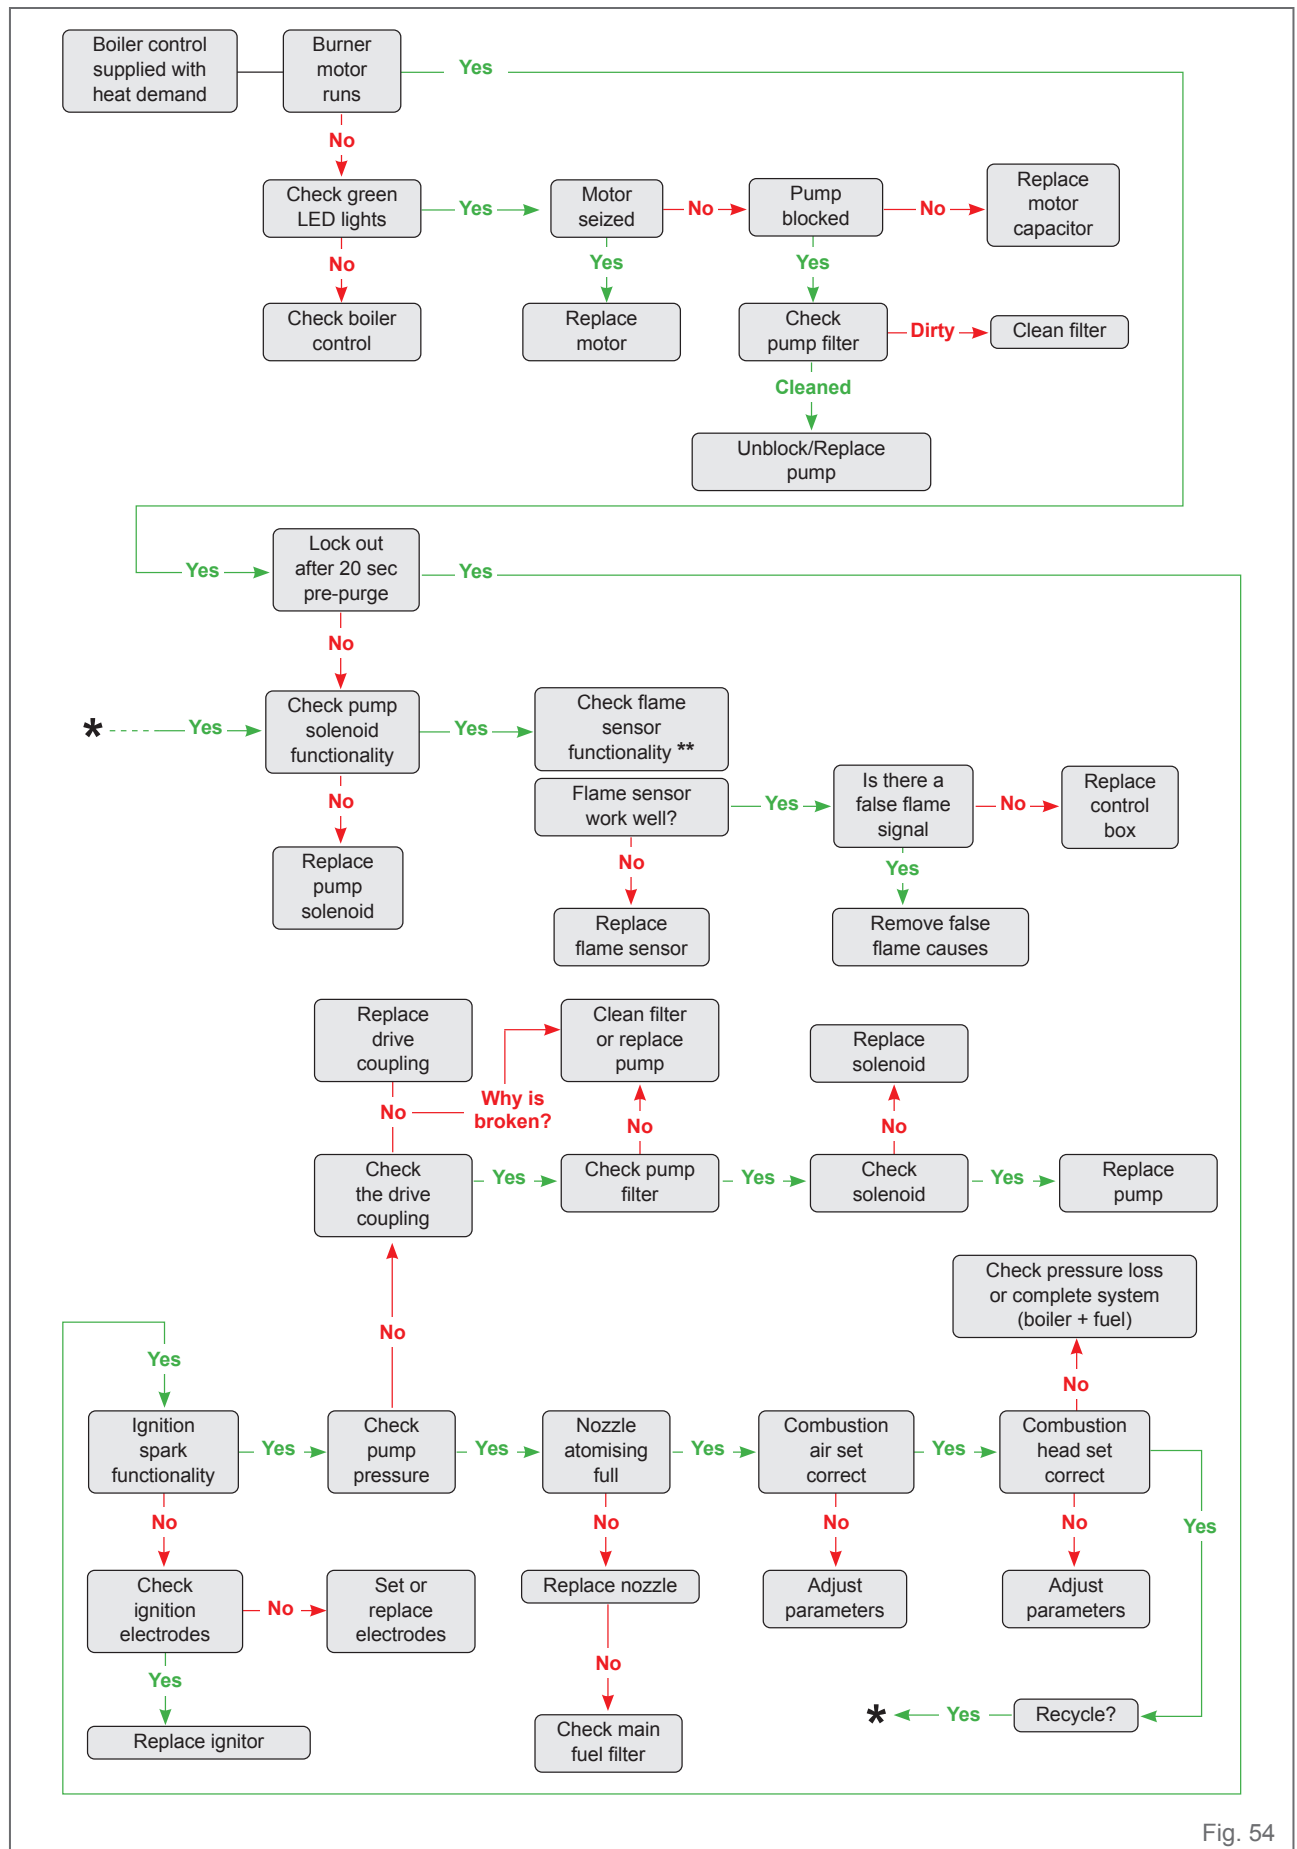 Boiler control
supplied with
heat demand
Burner
motor
runs
Yes
No
Check green
LED lights
Yes
Motor
seized
No
Pump
blocked
No
Replace
motor
capacitor
No
Yes
Yes
Check boiler
control
Replace
motor
Check
pump filter
Dirty
Clean filter
Cleaned
Unblock/Replace
pump
Yes
Lock out
after 20 sec
pre-purge
Yes
No
*
Yes
Check pump
solenoid
functionality
Yes
Check flame
sensor
functionality **
No
Replace
pump
solenoid
Flame sensor
work well?
Yes
Is there a
false flame
signal
No
Replace
control
box
No
Yes
Replace
flame sensor
Remove false
flame causes
Replace
drive
coupling
Clean filter
or replace
pump
Replace
solenoid
No
Why is
broken?
No
No
Check
the drive
coupling
Yes
Check pump
filter
Yes
Check
solenoid
Yes
Replace
pump
Check pressure loss
or complete system
(boiler + fuel)
No
No
Yes
Ignition
spark
functionality
Yes
Check
pump
pressure
Yes
Nozzle
atomising
full
Yes
Combustion
air set
correct
Yes
Combustion
head set
correct
Yes
No
No
No
No
Check
ignition
electrodes
No
Set or
replace
electrodes
Replace nozzle
Adjust
parameters
Adjust
parameters
Yes
No
Replace ignitor
Check main
fuel filter
*
Yes
Recycle?
Fig. 54